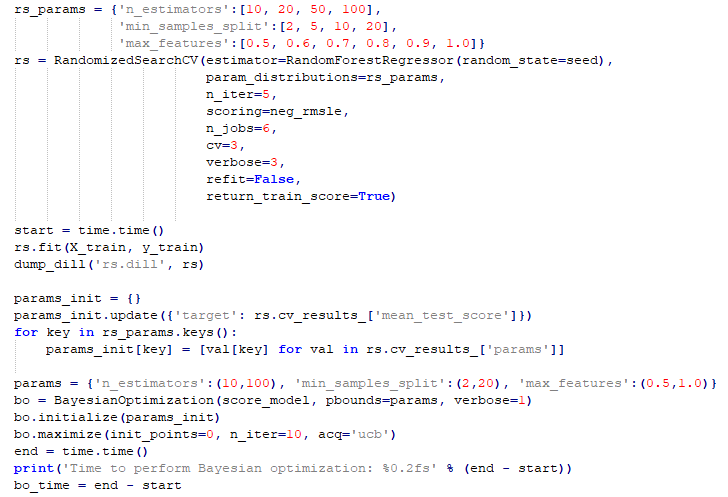 rs_params = {'n_estimators':[10, 20, 50, 100],
'min_samples_split':[2, 5, 10, 20],
'max_features':[0.5, 0.6, 0.7, 0.8, 0.9, 1.0]}
rs = RandomizedSearchCV(estimator=RandomForestRegressor(random_state=seed),
param_distributions=rs_params,
n_iter=5,
scoring=neg_rmsle,
n_jobs=6,
cv=3,
verbose=3,
refit=False,
return_train_score=True)
start = time.time()
rs.fit(X_train, y_train)
dump_dill('rs.dill', rs)
params_init = {}
params_init.update({'target': rs.cv_results_['mean_test_score']})
for key in rs_params.keys():
params_init[key] = [val[key] for val in rs.cv_results_['params']]
params = {'n_estimators':(10,100), 'min_samples_split':(2,20), 'max_features':(0.5,1.0)}
bo = BayesianOptimization(score_model, pbounds=params, verbose=1)
bo.initialize(params_init)
bo.maximize(init_points=0, n_iter=10, acq='ucb')
end = time.time()
print('Time to perform Bayesian optimization: %0.2fs' % (end - start))
bo_time = end - start